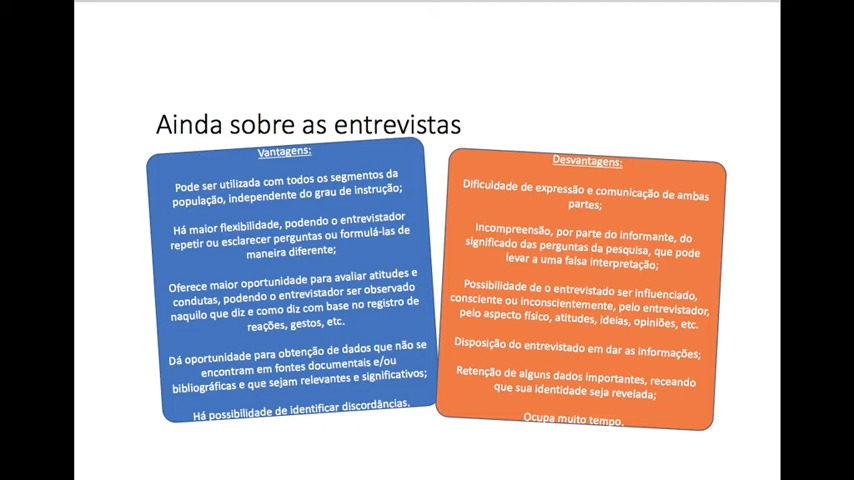 Ainda sobre as entrevistas
Vantagens:
Pode ser utilizada com todos os segmentos da
população, independente do grau de instrução;
Há maior flexibilidade, podendo o entrevistador
repetir ou esclarecer perguntas ou formulá-las de
maneira diferente;
Oferece maior oportunidade para avaliar atitudes e
condutas, podendo o entrevistador ser observado
naquilo que diz e como diz com base no registro de
reações, gestos, etc.
Dá oportunidade para obtenção de dados que não se
encontram em fontes documentais e/ou
bibliográficas e que sejam relevantes e significativos;
Há possibilidade de identificar discordâncias.
Desvantagens:
Dificuldade de expressão e comunicação de ambas
partes;
Incompreensão, por parte do informante, do
significado das perguntas da pesquisa, que pode
levar a uma falsa interpretação;
Possibilidade de o entrevistado ser influenciado,
consciente ou inconscientemente, pelo entrevistador,
pelo aspecto físico, atitudes, ideias, opiniões, etc.
Disposição do entrevistado em dar as informações;
Retenção de alguns dados importantes, receando
que sua identidade seja revelada;
Ocupa muito tempo.